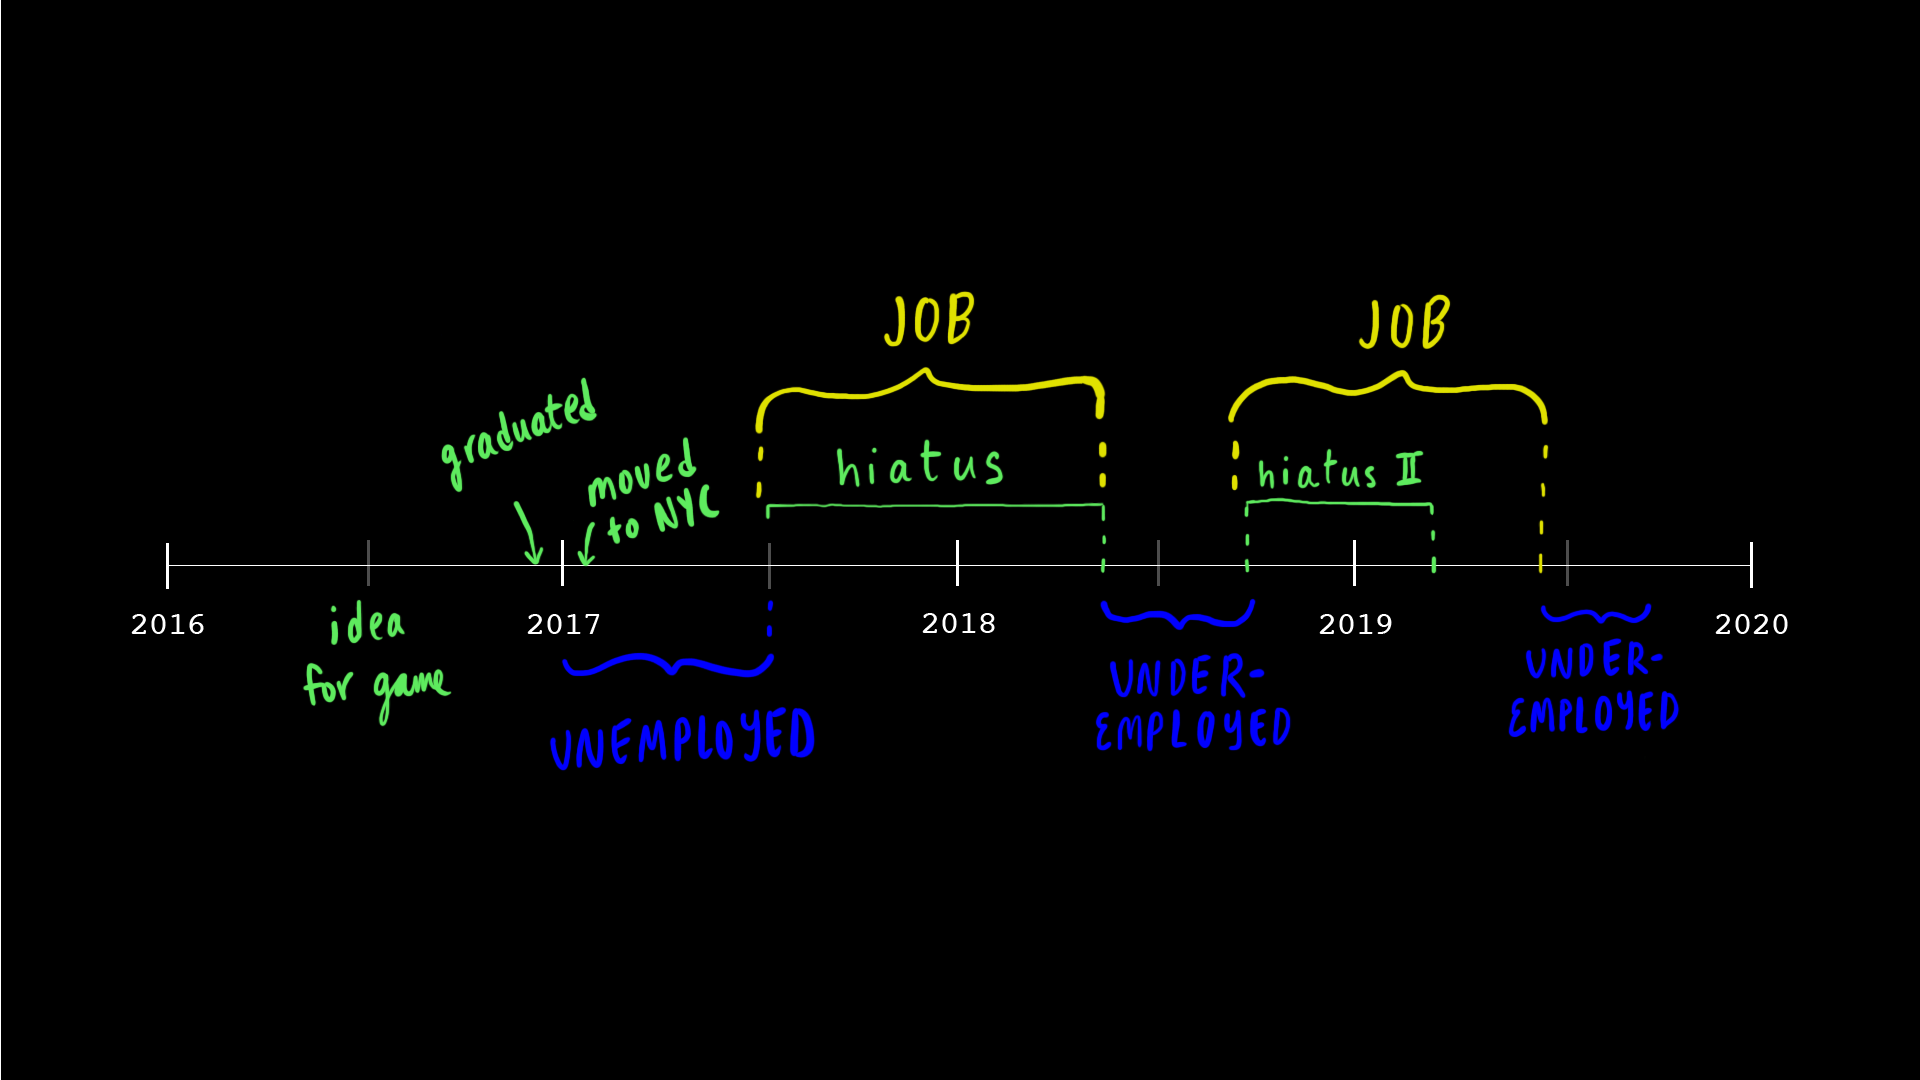 JOB
JOB
graduated
moved
to NYC
hiatus
hiatus II
2016
2017
2018
2019
2020
idea
for game
UNEMPLOYED
UNDER-
EMPLOYED
UNDER-
EMPLOYED